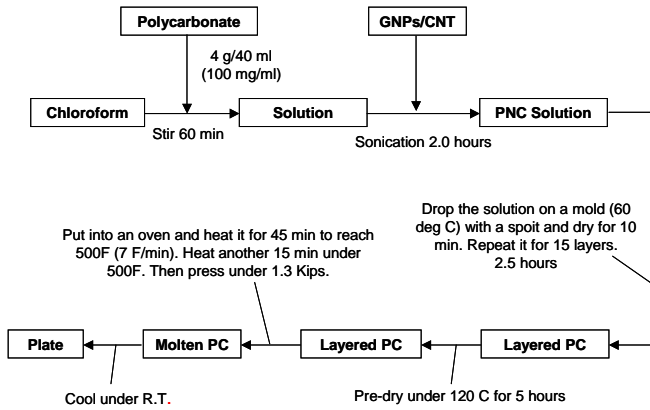 Polycarbonate
GNPs/CNT
4 g/40 ml
(100 mg/ml)
Chloroform
Solution
PNC Solution
Stir 60 min
Sonication 2.0 hours
Drop the solution on a mold (60
deg C) with a spoit and dry for 10
min. Repeat it for 15 layers.
2.5 hours
Put into an oven and heat it for 45 min to reach
500F (7 F/min). Heat another 15 min under
500F. Then press under 1.3 Kips.
Plate
Molten PC
Layered PC
Layered PC
Cool under R.T.
Pre-dry under 120 C for 5 hours